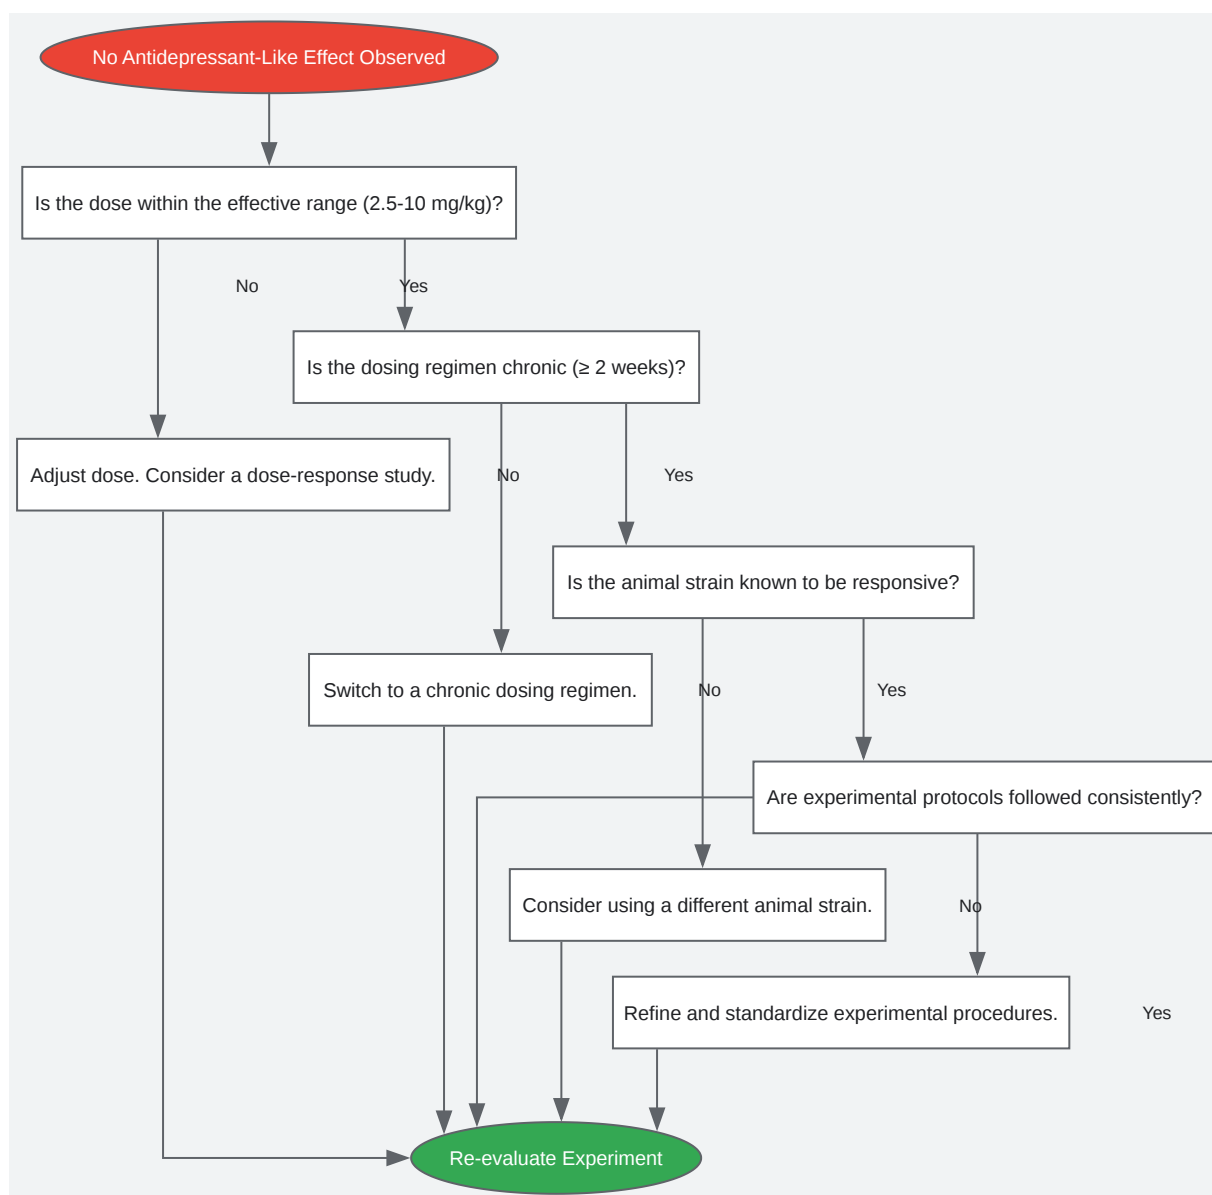 No Antidepressant-Like Effect Observed
Is the dose within the effective range (2.5-10 mg/kg)?
No
Yes
Is the dosing regimen chronic (≥ 2 weeks)?
Adjust dose. Consider a dose-response study.
No
Yes
Is the animal strain known to be responsive?
Switch to a chronic dosing regimen.
No
Yes
Are experimental protocols followed consistently?
Consider using a different animal strain.
No
Refine and standardize experimental procedures.
Yes
Re-evaluate Experiment